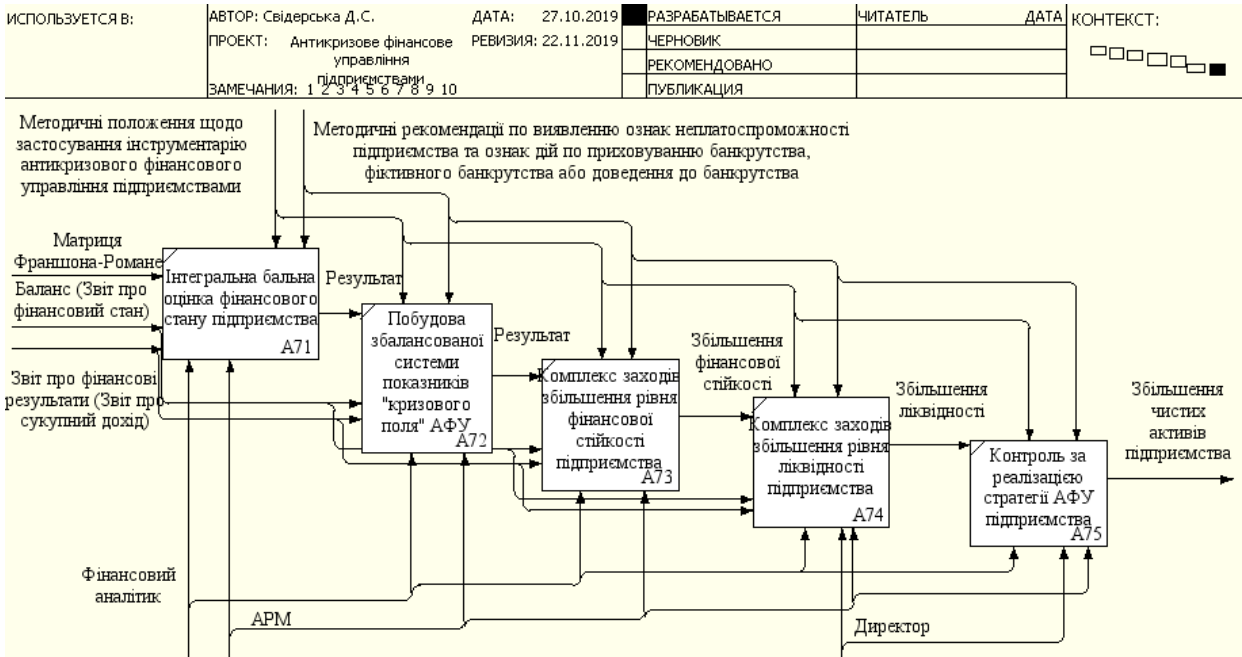 ИСПОЛЬЗУЕТСЯ В:
АВТОР: Свідерська Д.С.
ДАТА: 27.10.2019
ПРОЕКТ: Антикризове фінансове
управління
підприємствами
РЕВИЗИЯ: 22.11.2019
ЗАМЕЧАНИЯ: 1 2 3 4 5 6 7 8 9 10
РАЗРАБАТЫВАЕТСЯ
ЧЕРНОВИК
РЕКОМЕНДОВАНО
ПУБЛИКАЦИЯ
ЧИТАТЕЛЬ
ДАТА
КОНТЕКСТ:
Методичні положення щодо
застосування інструментарію
антикризового фінансового
управління підприємствами
Методичні рекомендації по виявленню ознак неплатоспроможності
підприємства та ознак дій по приховуванню банкрутства,
фіктивного банкрутства або доведення до банкрутства
Матриця
Франшона-Романе
Баланс (Звіт про
фінансовий стан)
Звіт про фінансові
результати (Звіт про
сукупний дохід)
Інтегральна бальна
оцінка фінансового
стану підприємства
А71
Результат
Побудова
збалансованої
системи
показників
"кризового
поля" АФУ
А72
Результат
Комплекс заходів
збільшення рівня
фінансової
стійкості
підприємства
А73
Збільшення
фінансової
стійкості
Комплекс заходів
збільшення рівня
ліквідності
підприємства
А74
Збільшення
ліквідності
Контроль за
реалізацією
стратегії АФУ
підприємства
А75
Збільшення
чистих
активів
підприємства
Фінансовий
аналітик
АРМ
Директор